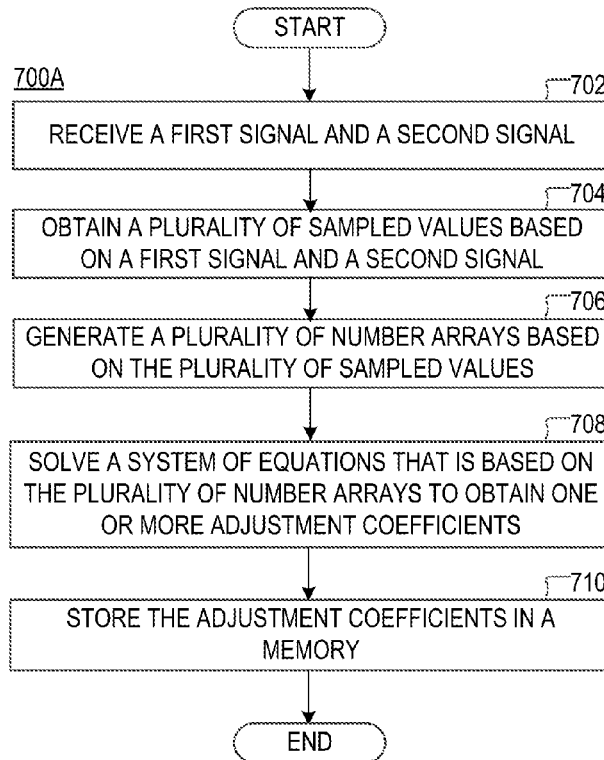 START
700A
702
RECEIVE A FIRST SIGNAL AND A SECOND SIGNAL
704
OBTAIN A PLURALITY OF SAMPLED VALUES BASED
ON A FIRST SIGNAL AND A SECOND SIGNAL
706
GENERATE A PLURALITY OF NUMBER ARRAYS BASED
ON THE PLURALITY OF SAMPLED VALUES
708
SOLVE A SYSTEM OF EQUATIONS THAT IS BASED ON
THE PLURALITY OF NUMBER ARRAYS TO OBTAIN ONE
OR MORE ADJUSTMENT COEFFICIENTS
710
STORE THE ADJUSTMENT COEFFICIENTS IN A
MEMORY
END